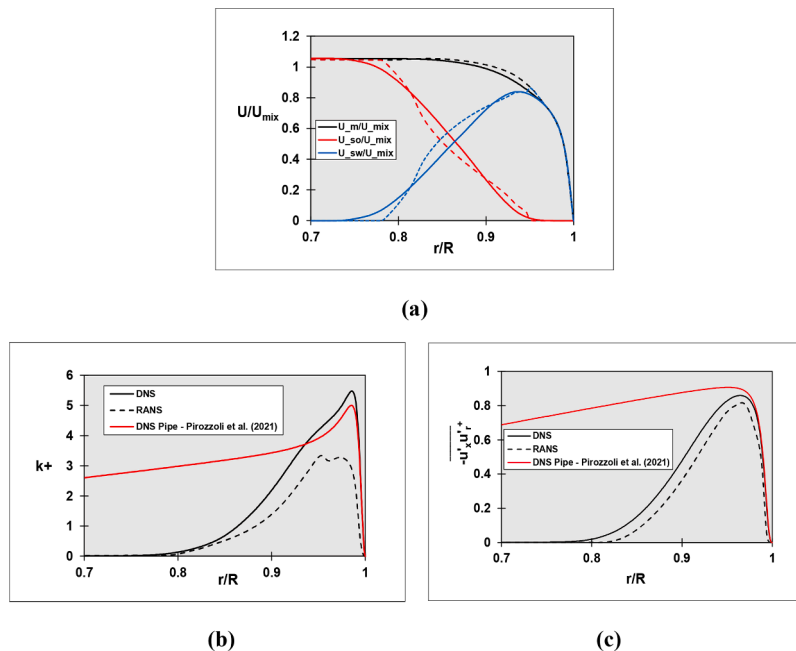 1.2
1
0.8
U/Umix
0.6
0.4
0.2
0
U_m/U_mix
U_so/U_mix
U_sw/U_mix
0.7 0.8 0.9 1
r/R
(a)
6
5
4
k+
3
2
1
0
DNS
RANS
DNS Pipe - Pirozzoli et al. (2021)
0.7 0.8 0.9 1
r/R
(b)
1
0.8
0.6
-u'xu'r+
0.4
0.2
0
DNS
RANS
DNS Pipe - Pirozzoli et al. (2021)
0.7 0.8 0.9 1
r/R
(c)